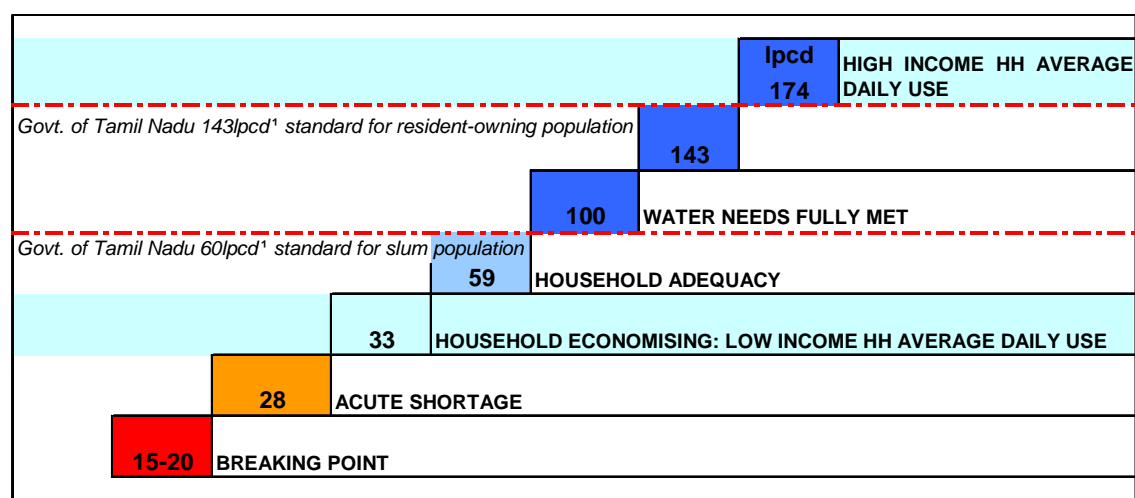 lpcd
174
HIGH INCOME HH AVERAGE
DAILY USE
Govt. of Tamil Nadu 143lpcd¹ standard for resident-owning population
143
100
WATER NEEDS FULLY MET
Govt. of Tamil Nadu 60lpcd¹ standard for slum population
59
HOUSEHOLD ADEQUACY
33
HOUSEHOLD ECONOMISING: LOW INCOME HH AVERAGE DAILY USE
28
ACUTE SHORTAGE
15-20
BREAKING POINT